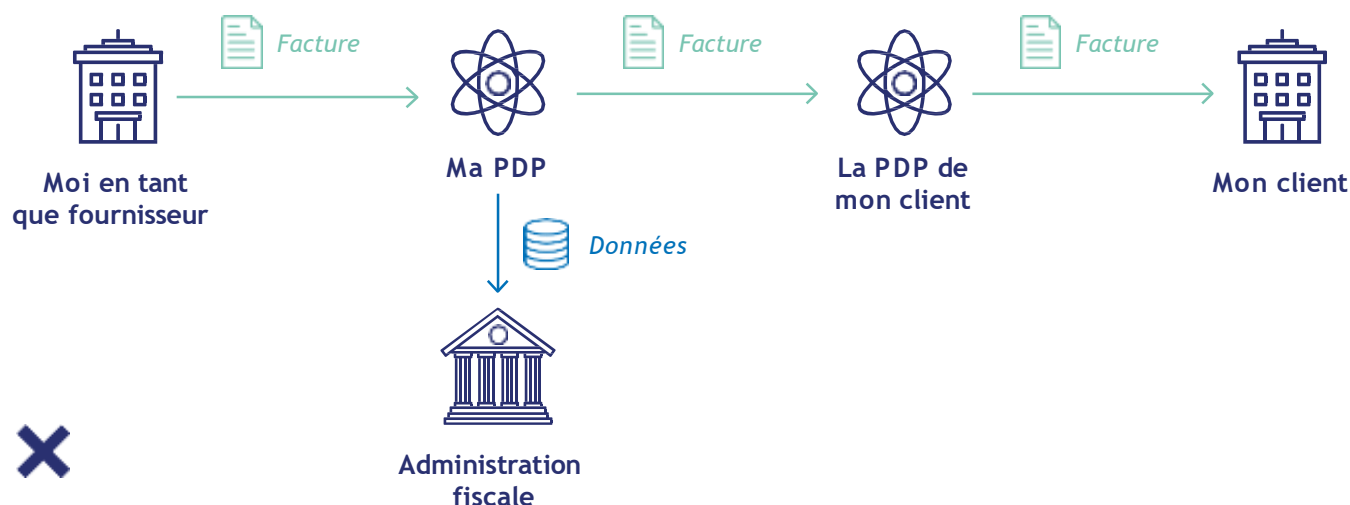 Facture
Facture
Facture
Moi en tant
que fournisseur
Ma PDP
La PDP de
mon client
Mon client
Données
Administration
fiscale